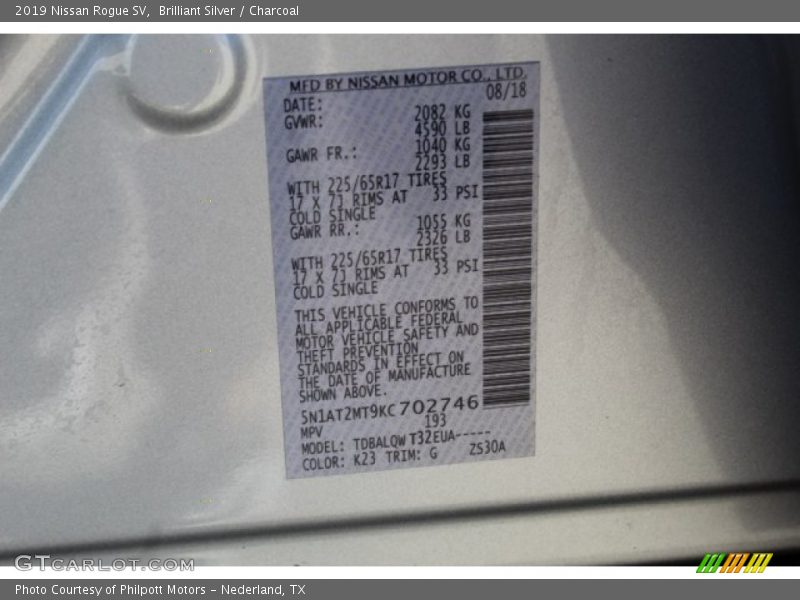 2019 Nissan Rogue SV, Brilliant Silver / Charcoal
MFD BY NISSAN MOTOR CO., LTD.
DATE: 08/18
GVWR: 2082 KG
4590 LB
GAWR FR.: 1040 KG
2293 LB
WITH 225/65R17 TIRES
17 X 7J RIMS AT 33 PSI
COLD SINGLE
GAWR RR.: 1055 KG
2326 LB
WITH 225/65R17 TIRES
17 X 7J RIMS AT 33 PSI
COLD SINGLE
THIS VEHICLE CONFORMS TO
ALL APPLICABLE FEDERAL
MOTOR VEHICLE SAFETY AND
THEFT PREVENTION
STANDARDS IN EFFECT ON
THE DATE OF MANUFACTURE
SHOWN ABOVE.
5N1AT2MT9KC702746
MPV 193
MODEL: TDBALQWT32EUA-----
COLOR: K23 TRIM: G ZS30A
GTCARLOT.COM
Photo Courtesy of Philpott Motors - Nederland, TX